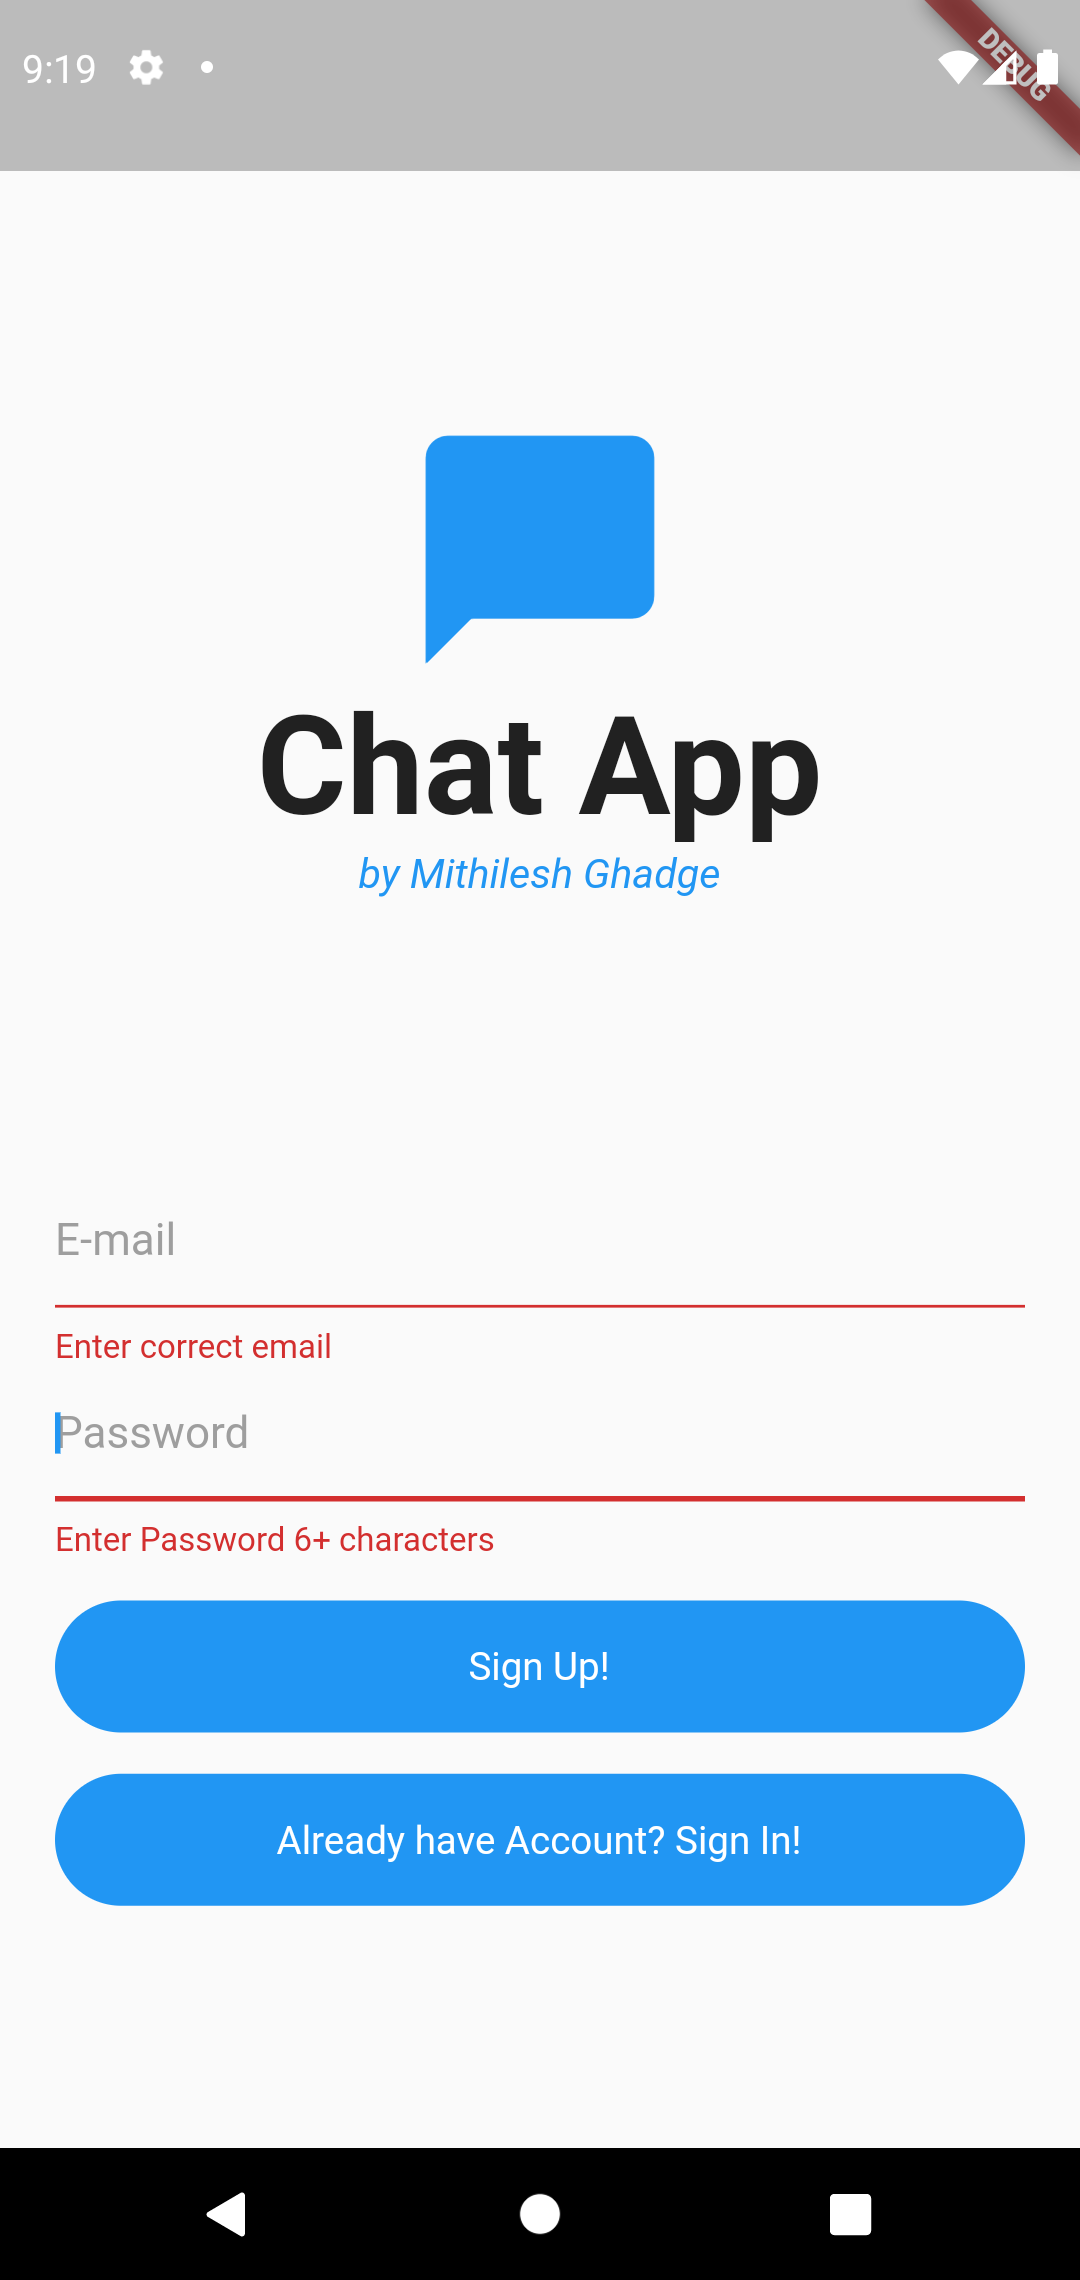 9:19
DEBUG
Chat App
by Mithilesh Ghadge
E-mail
Enter correct email
Password
Enter Password 6+ characters
Sign Up!
Already have Account? Sign In!